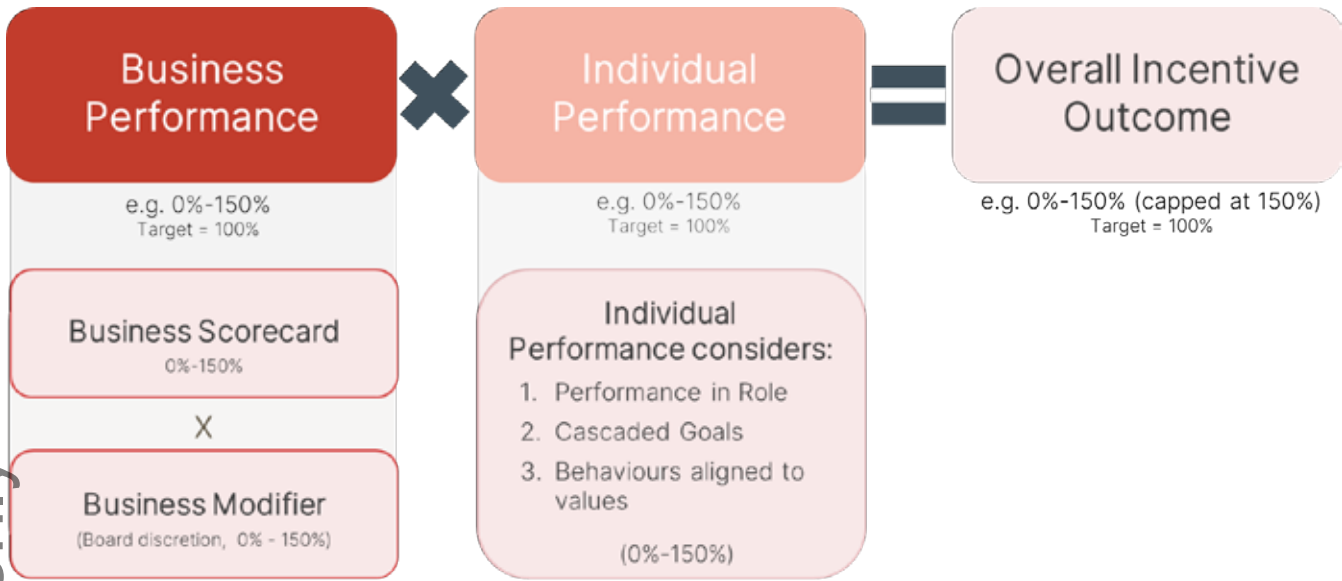 Business
Performance
e.g. 0%-150%
Target = 100%
Business Scorecard
0%-150%
X
Business Modifier
(Board discretion, 0% - 150%)
Individual
Performance
e.g. 0%-150%
Target = 100%
Individual
Performance considers:
1. Performance in Role
2. Cascaded Goals
3. Behaviours aligned to
values
(0%-150%)
Overall Incentive
Outcome
e.g. 0%-150% (capped at 150%)
Target = 100%